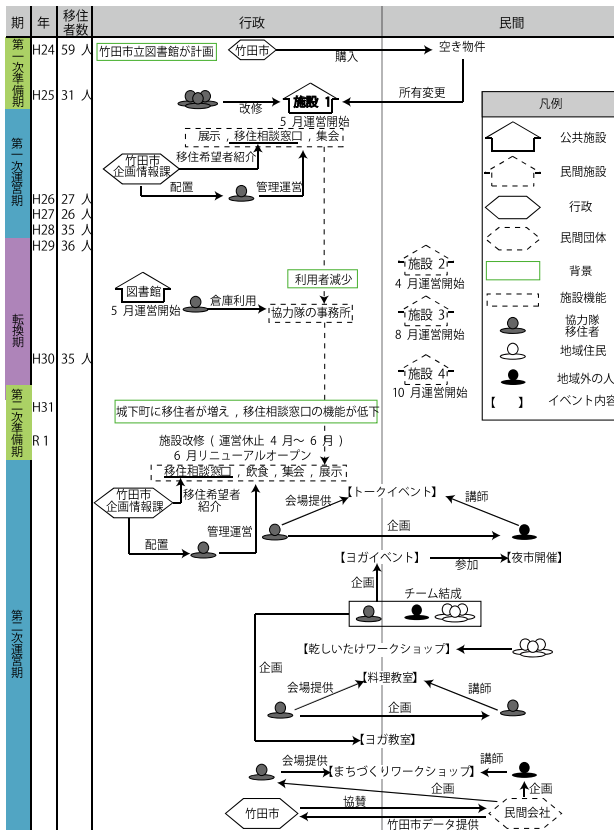 期 年 移住者数 行政 民間
第一次準備期
H24 59 人
竹田市立図書館が計画
竹田市
購入
空き物件
H25 31 人
改修
施設 1
所有変更
5 月運営開始
展示 , 移住相談窓口 , 集会
第一次運営期
竹田市
企画情報課
移住希望者紹介
配置
管理運営
H26 27 人
H27 26 人
H28 35 人
H29 36 人
転換期
図書館
5 月運営開始
倉庫利用
利用者減少
協力隊の事務所
施設 2
4 月運営開始
施設 3
8 月運営開始
H30 35 人
施設 4
10 月運営開始
第二次準備期
H31
城下町に移住者が増え , 移住相談窓口の機能が低下
R 1
施設改修 ( 運営休止 4 月〜 6 月 )
6 月リニューアルオープン
移住相談窓口 , 飲食 , 集会 , 展示
第二次運営期
竹田市
企画情報課
移住希望者
紹介
配置
管理運営
会場提供
【トークイベント】
講師
企画
【ヨガイベント】
参加
【夜市開催】
企画
チーム結成
【乾しいたけワークショップ】
企画
【料理教室】
会場提供
講師
企画
【ヨガ教室】
会場提供
【まちづくりワークショップ】
講師
企画
企画
竹田市
協賛
竹田市データ提供
民間会社
凡例
公共施設
民間施設
行政
民間団体
背景
施設機能
協力隊
移住者
地域住民
地域外の人
【 】 イベント内容